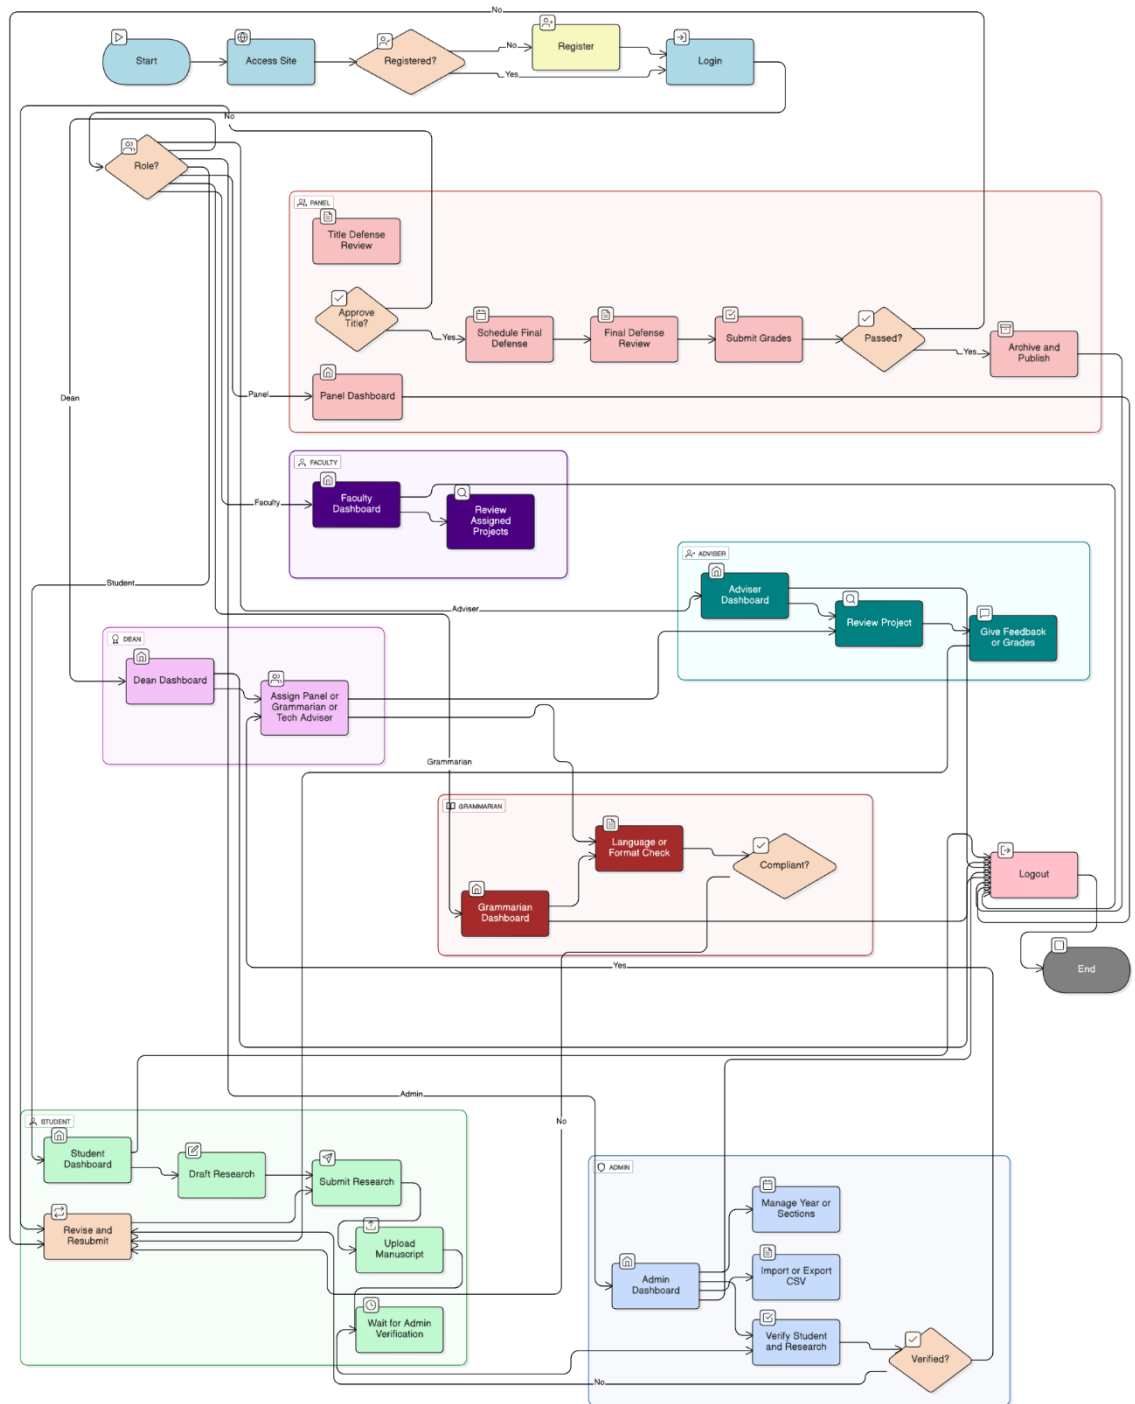 No
Start
Access Site
Registered?
No
Yes
Register
Login
No
Role?
PANEL
Title Defense
Review
Approve
Title?
Yes
Schedule Final
Defense
Final Defense
Review
Submit Grades
Passed?
Yes
Archive and
Publish
Panel
Panel Dashboard
Dean
FACULTY
Faculty
Faculty
Dashboard
Review
Assigned
Projects
Student
Adviser
ADVISER
Adviser
Dashboard
Review Project
Give Feedback
or Grades
DEAN
Dean Dashboard
Assign Panel or
Grammarian or
Tech Adviser
Grammarian
GRAMMARIAN
Language or
Format Check
Compliant?
Grammarian
Dashboard
Logout
End
Yes
Admin
No
STUDENT
Student
Dashboard
Draft Research
Submit Research
Revise and
Resubmit
Upload
Manuscript
Wait for Admin
Verification
ADMIN
Manage Year or
Sections
Admin
Dashboard
Import or Export
CSV
Verify Student
and Research
Verified?
No